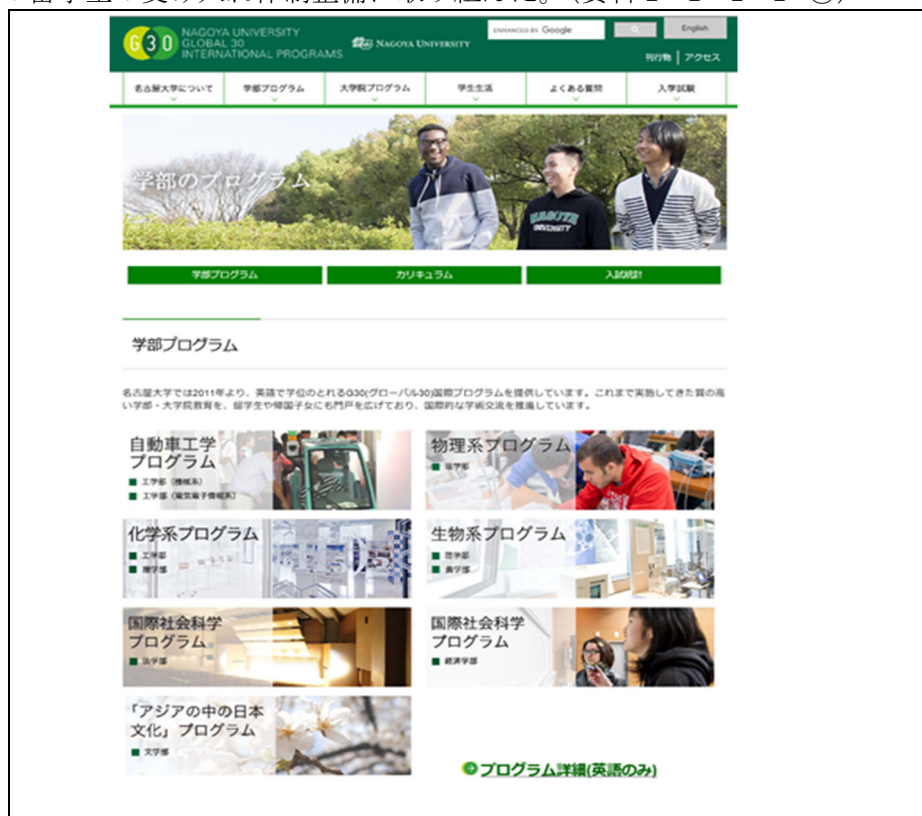 G30 NAGOYA UNIVERSITY
GLOBAL 30
INTERNATIONAL PROGRAMS
NAGOYA UNIVERSITY
ENHANCED BY Google
English
刊行物 | アクセス
名古屋大学について 学部プログラム 大学院プログラム 学生生活 よくある質問 入学試験
学部のプログラム
学部プログラム カリキュラム 入試統計
学部プログラム
名古屋大学では2011年より、英語で学位のとれるG30(グローバル30)国際プログラムを提供しています。これまで実施してきた質の高
い学部・大学院教育を、留学生や帰国子女にも門戸を広げており、国際的な学術交流を推進しています。
自動車工学
プログラム
工学部（機械系）
工学部（電気電子情報系）
物理系プログラム
理学部
化学系プログラム
工学部
理学部
生物系プログラム
理学部
農学部
国際社会科学
プログラム
法学部
国際社会科学
プログラム
経済学部
「アジアの中の日本
文化」プログラム
文学部
プログラム詳細(英語のみ)